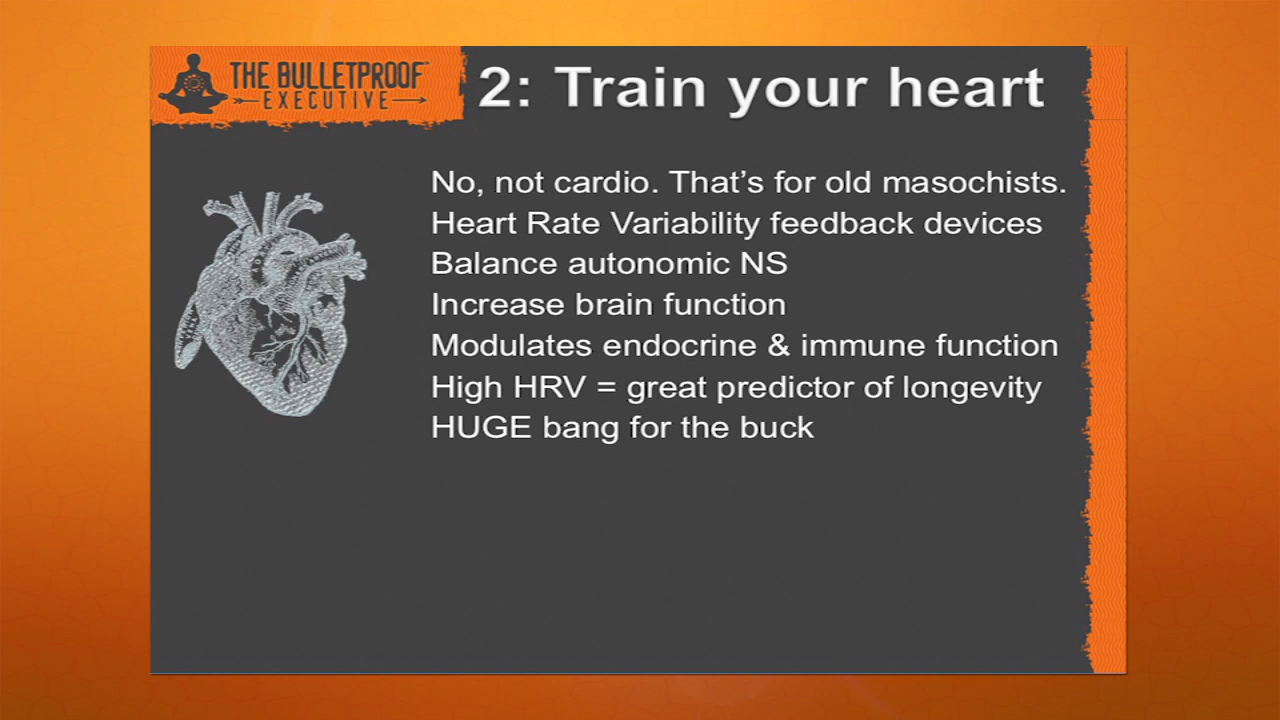 THE BULLETPROOF™
EXECUTIVE
2: Train your heart
No, not cardio. That's for old masochists.
Heart Rate Variability feedback devices
Balance autonomic NS
Increase brain function
Modulates endocrine & immune function
High HRV = great predictor of longevity
HUGE bang for the buck